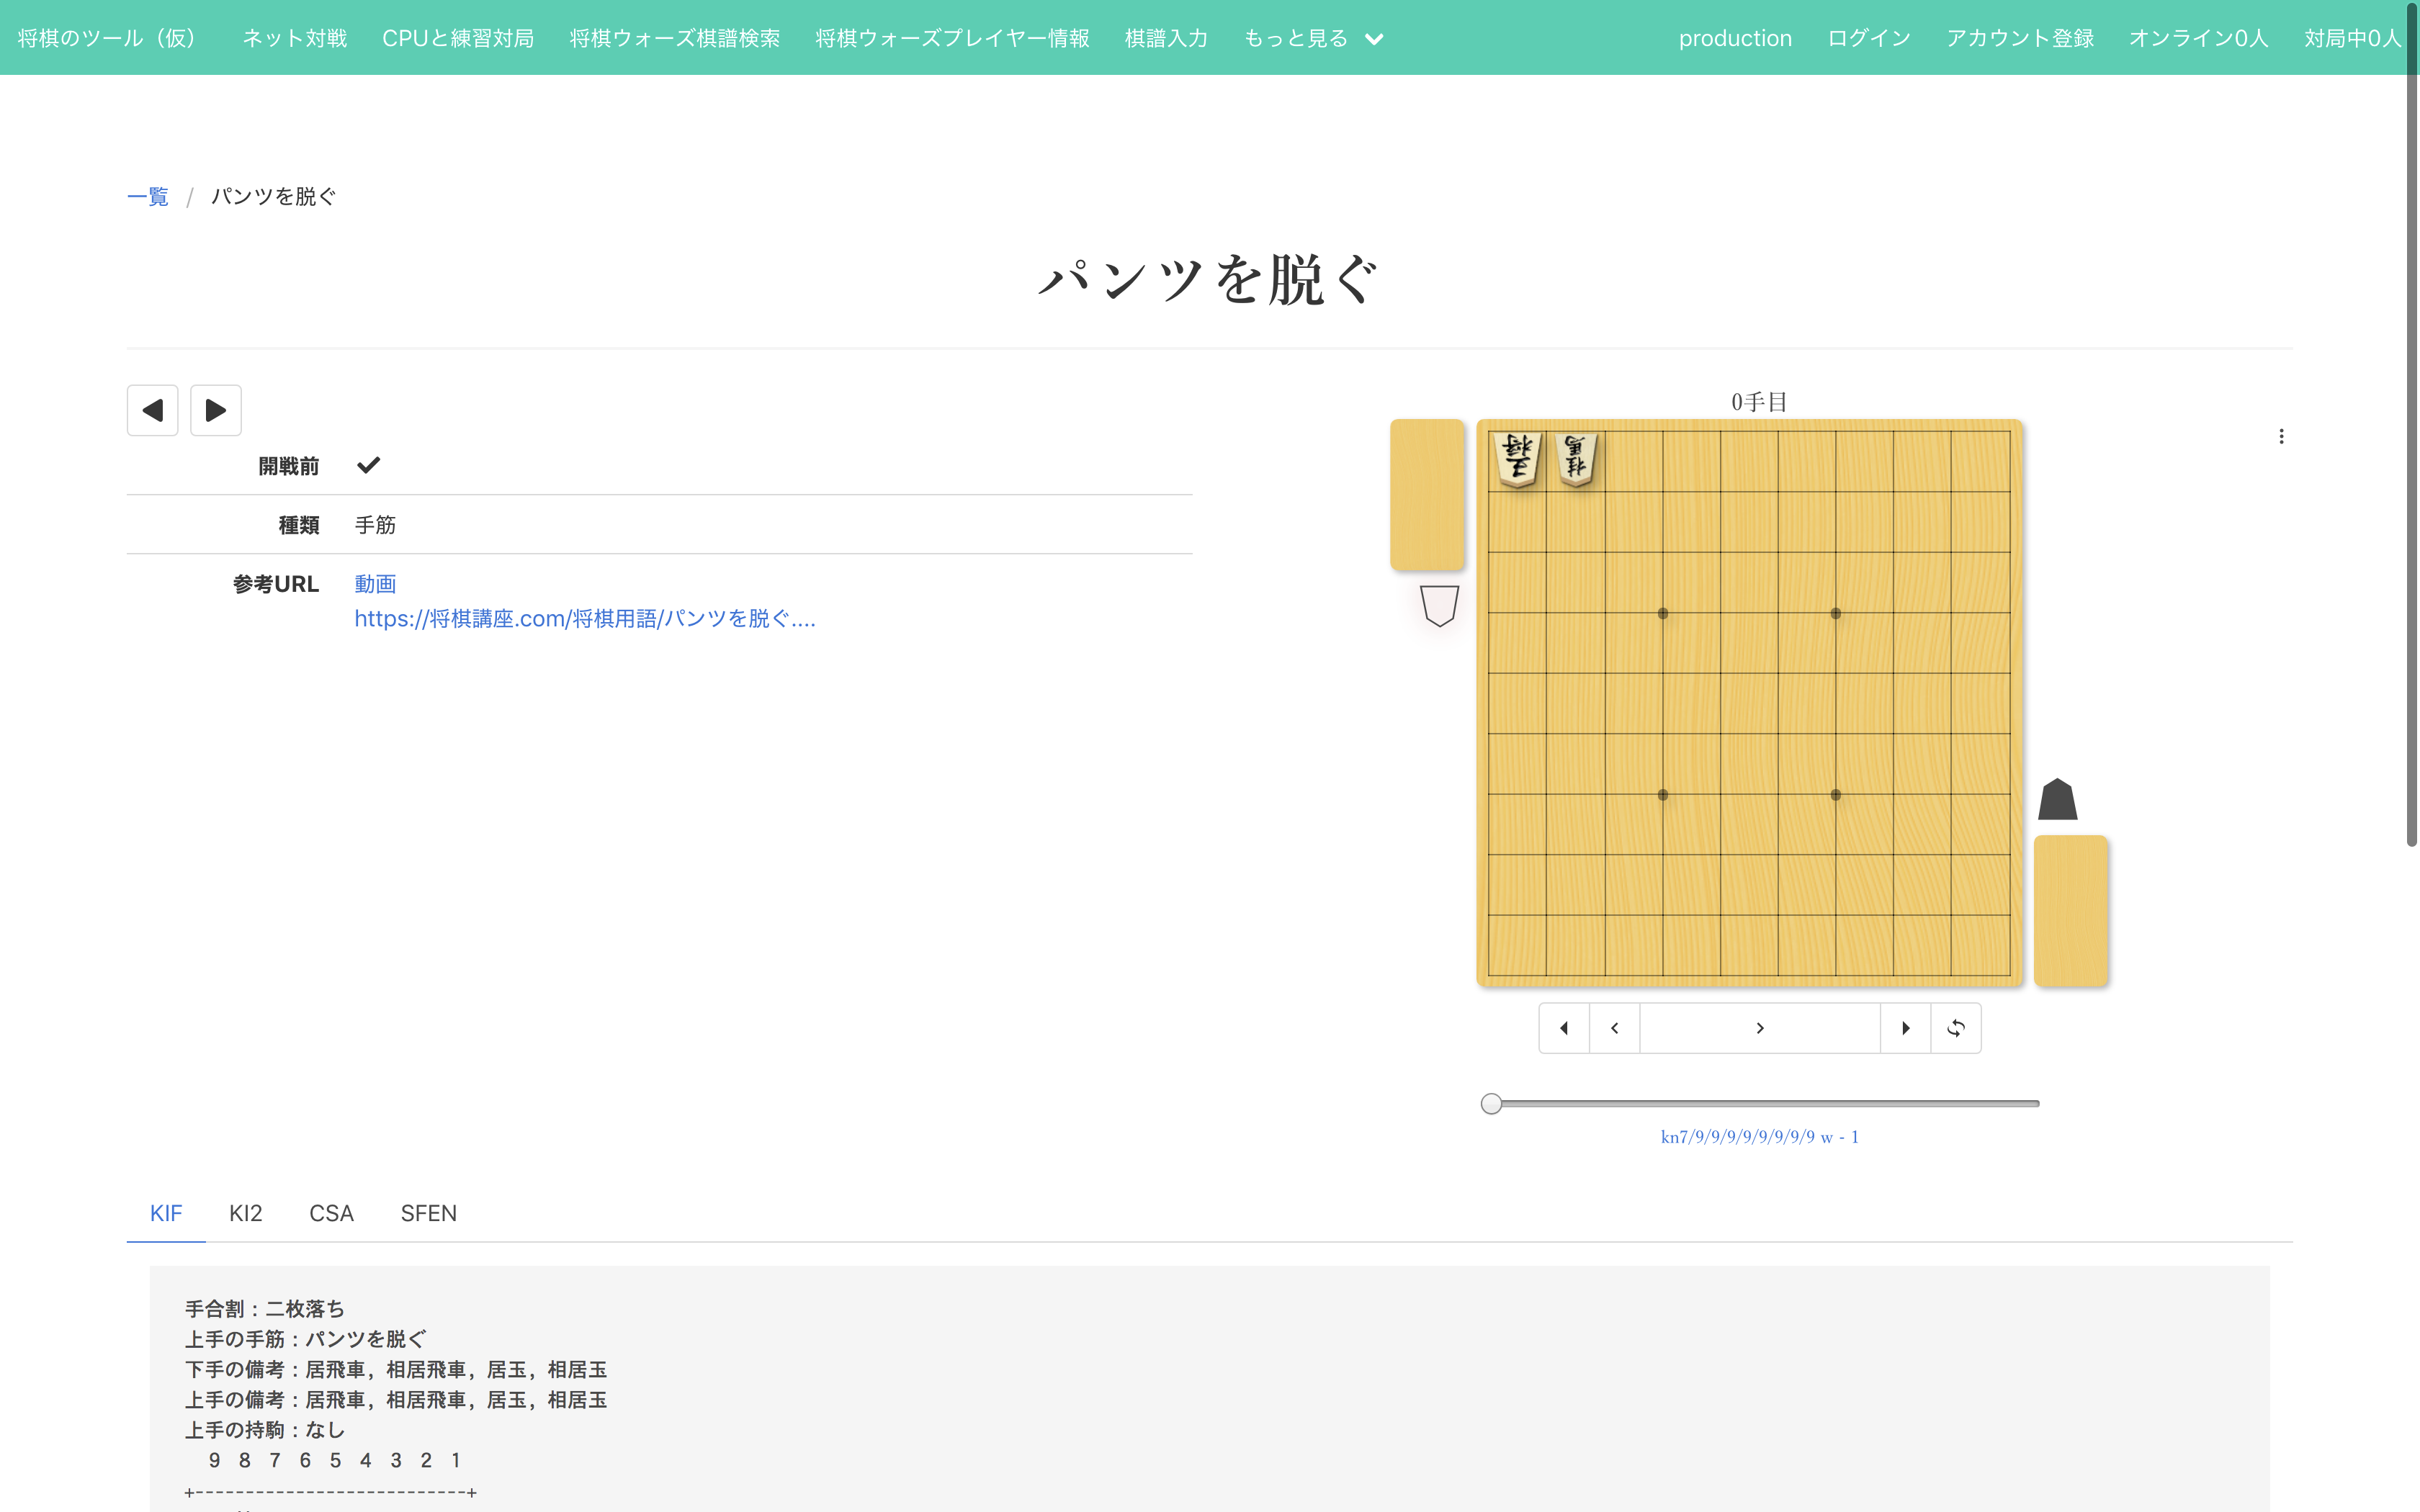 将棋のツール（仮） ネット対戦 CPUと練習対局 将棋ウォーズ棋譜検索 将棋ウォーズプレイヤー情報 棋譜入力 もっと見る production ログイン アカウント登録 オンライン0人 対局中0人
一覧 / パンツを脱ぐ
パンツを脱ぐ
0手目
王将 桂馬
開戦前
種類 手筋
参考URL 動画
https://将棋講座.com/将棋用語/パンツを脱ぐ....
kn7/9/9/9/9/9/9/9/9 w - 1
KIF KI2 CSA SFEN
手合割：二枚落ち
上手の手筋：パンツを脱ぐ
下手の備考：居飛車, 相居飛車, 居玉, 相居玉
上手の備考：居飛車, 相居飛車, 居玉, 相居玉
上手の持駒：なし
9 8 7 6 5 4 3 2 1
+---------------------------+